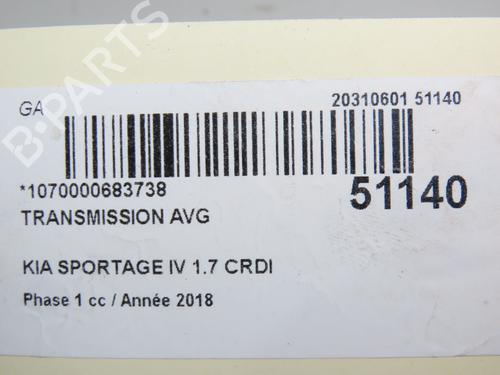 GA
20310601 51140
*1070000683738
51140
TRANSMISSION AVG
KIA SPORTAGE IV 1.7 CRDI
Phase 1 cc / Année 2018
B-PARTS